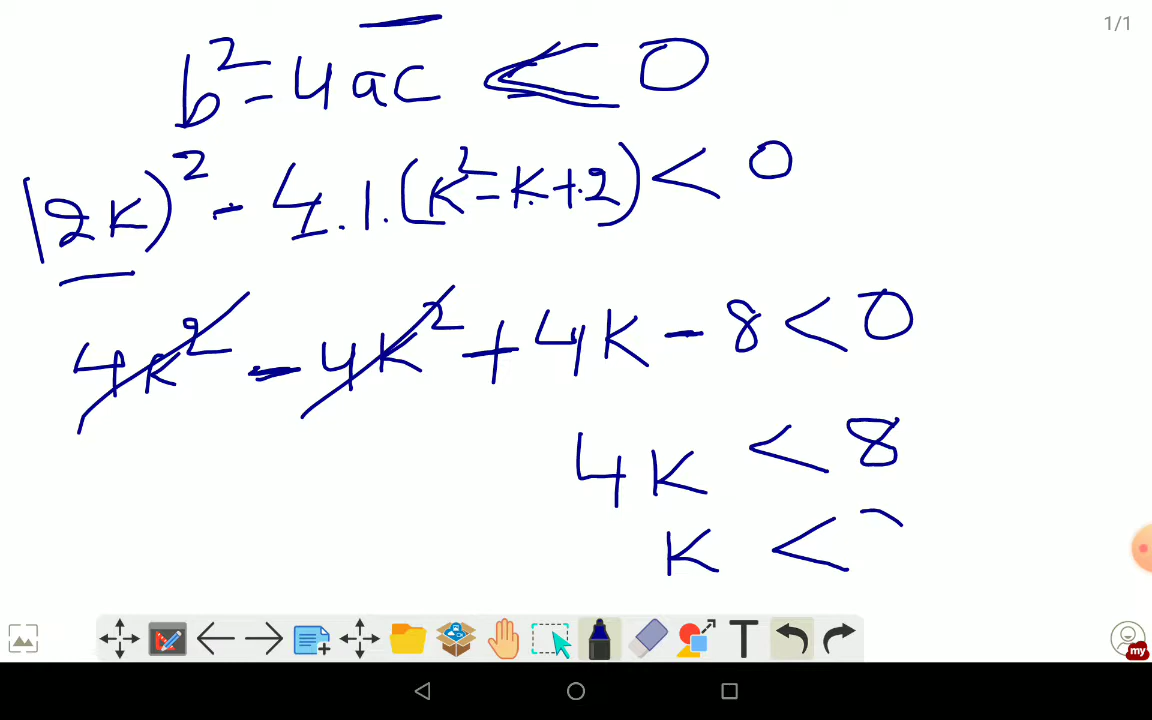 1/1
b² - 4ac < 0
(2k)² - 4.1.(k² - k + 2) < 0
4k² - 4k² + 4k - 8 < 0
4k < 8
k <
T
my